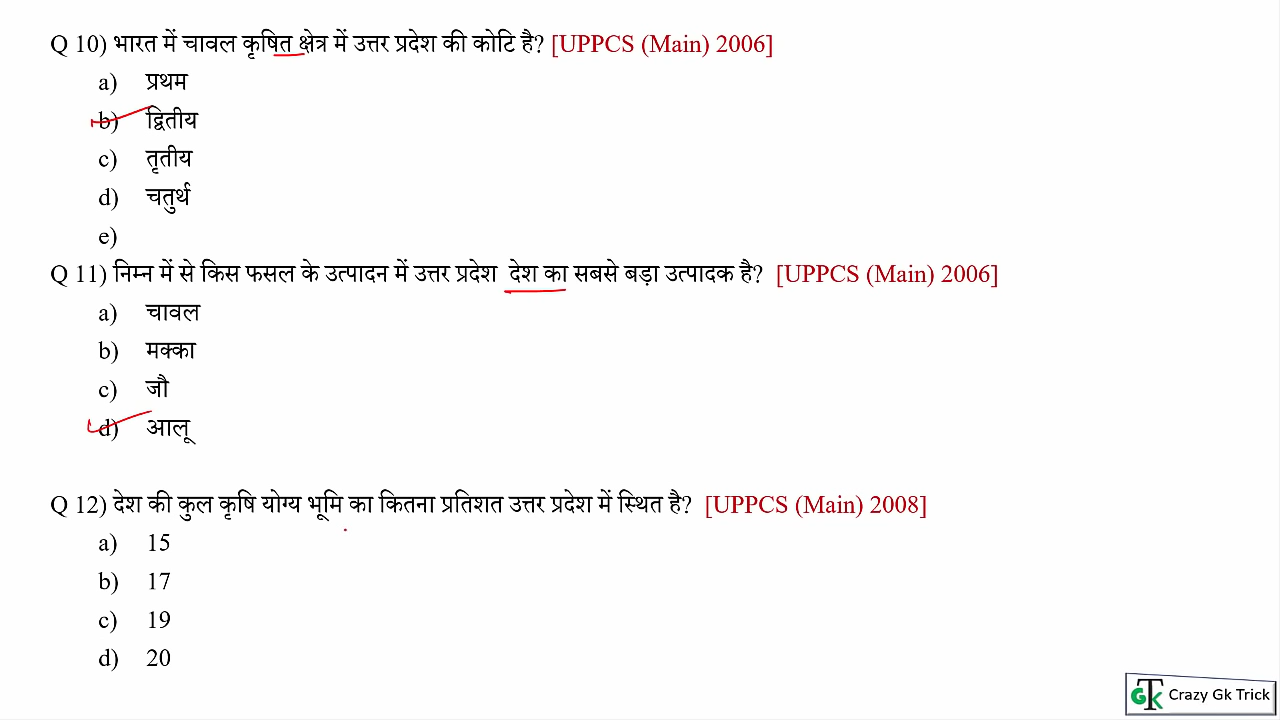 Q 10) भारत में चावल कृषित क्षेत्र में उत्तर प्रदेश की कोटि है? [UPPCS (Main) 2006]
a) प्रथम
b) द्वितीय
c) तृतीय
d) चतुर्थ
e)
Q 11) निम्न में से किस फसल के उत्पादन में उत्तर प्रदेश देश का सबसे बड़ा उत्पादक है? [UPPCS (Main) 2006]
a) चावल
b) मक्का
c) जौ
d) आलू
Q 12) देश की कुल कृषि योग्य भूमि का कितना प्रतिशत उत्तर प्रदेश में स्थित है? [UPPCS (Main) 2008]
a) 15
b) 17
c) 19
d) 20
GTK Crazy Gk Trick